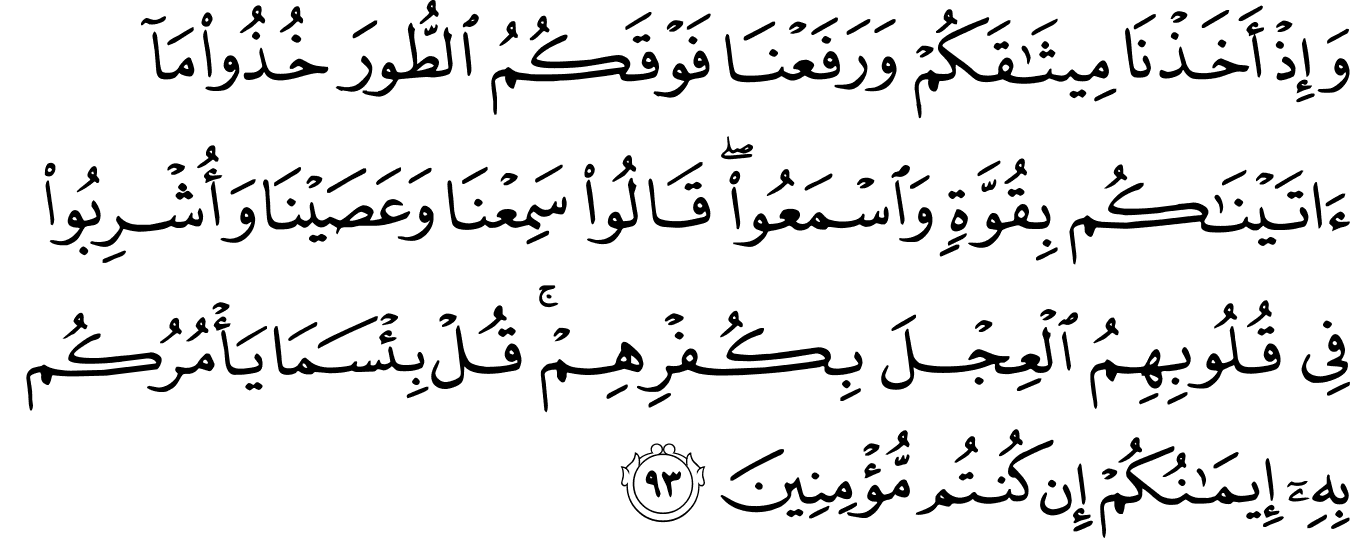 وَإِذْ أَخَذْنَا مِيثَـٰقَكُمْ وَرَفَعْنَا فَوْقَكُمُ ٱلطُّورَ خُذُوا۟ مَآ
ءَاتَيْنَـٰكُم بِقُوَّةٍ وَٱسْمَعُوا۟ ۖ قَالُوا۟ سَمِعْنَا وَعَصَيْنَا وَأُشْرِبُوا۟
فِى قُلُوبِهِمُ ٱلْعِجْلَ بِكُفْرِهِمْ ۚ قُلْ بِئْسَمَا يَأْمُرُكُم
بِهِۦٓ إِيمَـٰنُكُمْ إِن كُنتُم مُّؤْمِنِينَ ٩٣